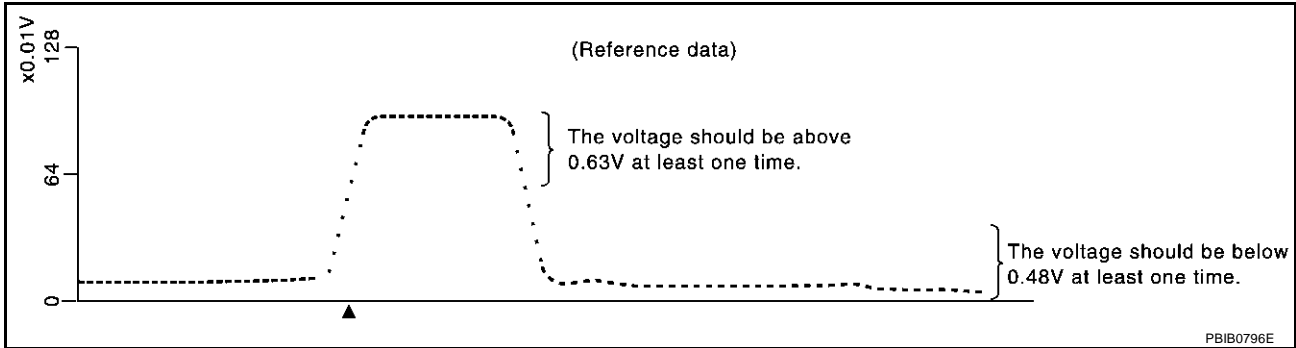 x0.01V
128
(Reference data)
The voltage should be above
0.63V at least one time.
64
The voltage should be below
0.48V at least one time.
0
PBIB0796E